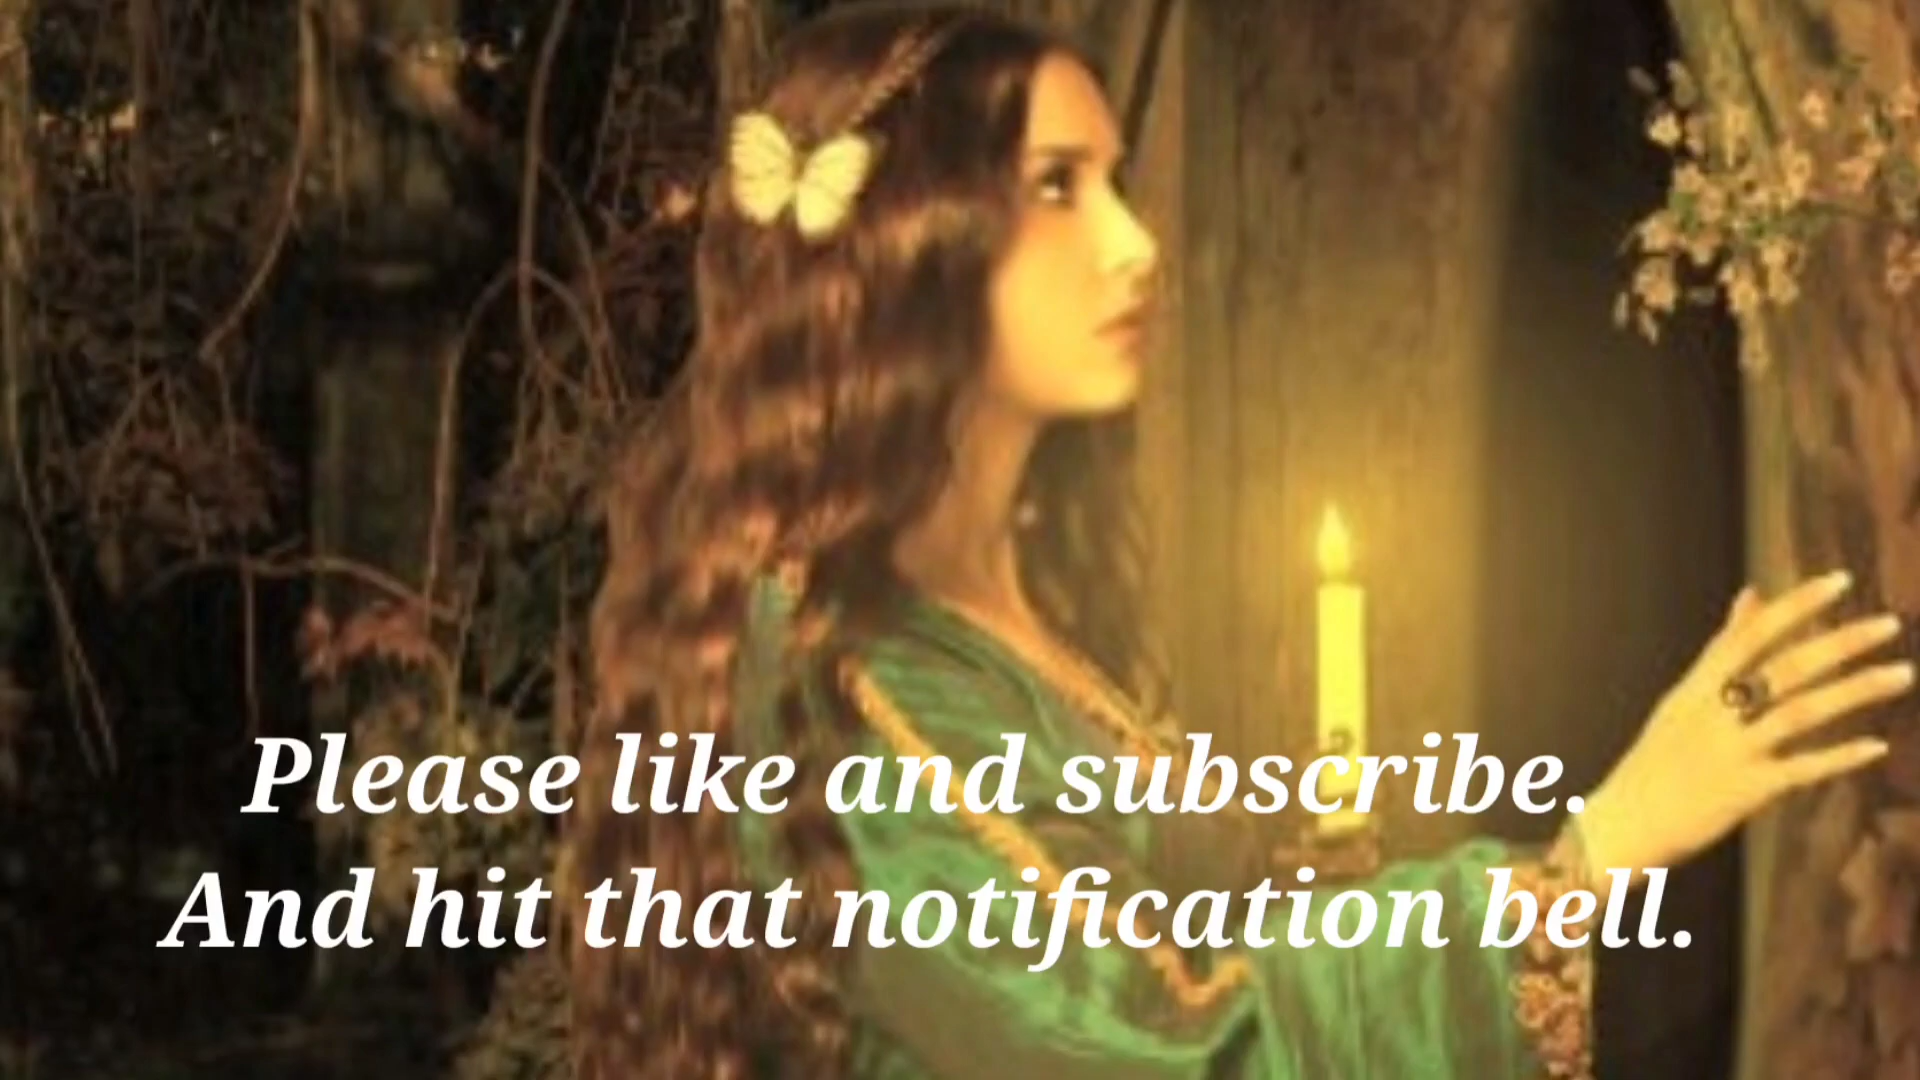 Please like and subscribe.
And hit that notification bell.